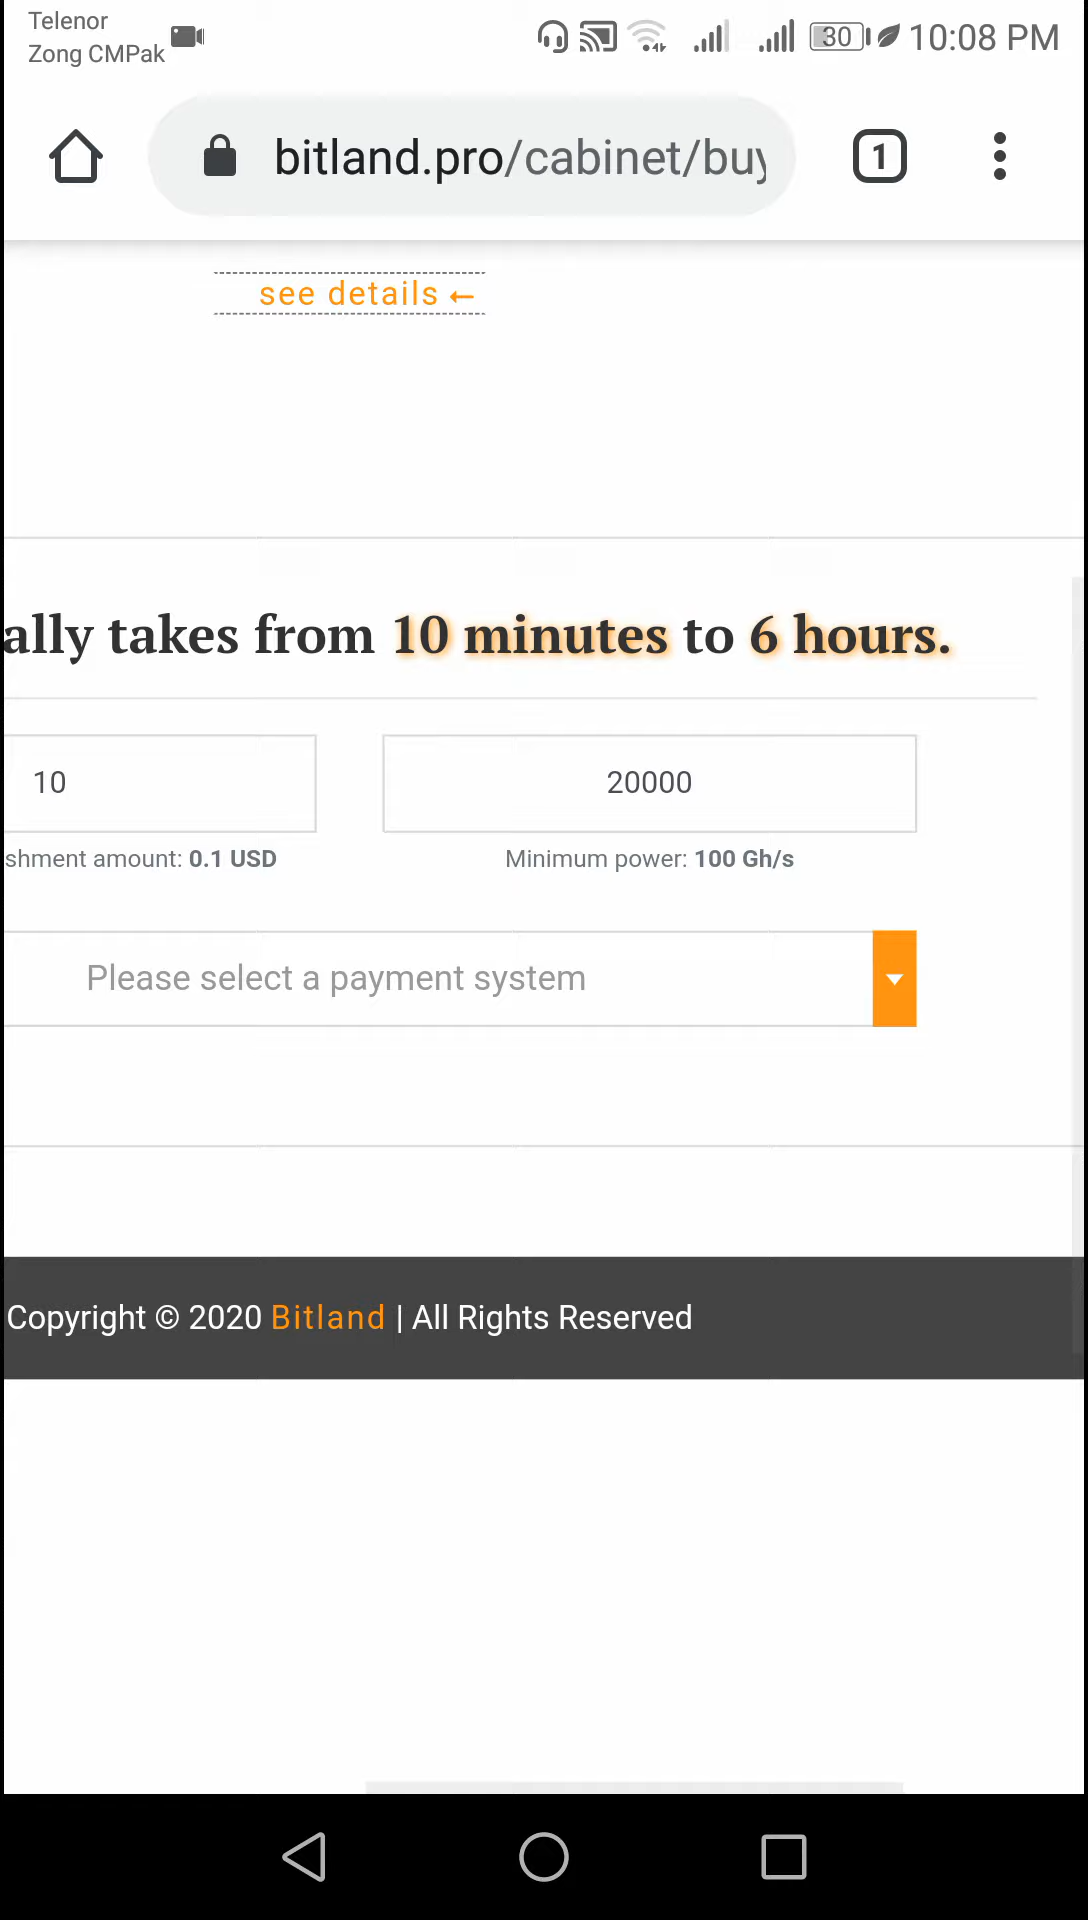 Telenor
Zong CMPak
30
10:08 PM
bitland.pro/cabinet/buy
1
see details ←
ally takes from 10 minutes to 6 hours.
10
20000
shment amount: 0.1 USD
Minimum power: 100 Gh/s
Please select a payment system
Copyright © 2020 Bitland | All Rights Reserved